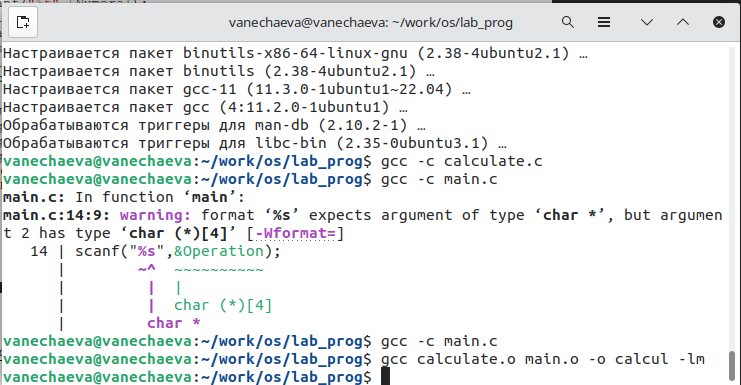 vanechaeva@vanechaeva: ~/work/os/lab_prog
Настраивается пакет binutils-x86-64-linux-gnu (2.38-4ubuntu2.1) …
Настраивается пакет binutils (2.38-4ubuntu2.1) …
Настраивается пакет gcc-11 (11.3.0-1ubuntu1~22.04) …
Настраивается пакет gcc (4:11.2.0-1ubuntu1) …
Обрабатываются триггеры для man-db (2.10.2-1) …
Обрабатываются триггеры для libc-bin (2.35-0ubuntu3.1) …
vanechaeva@vanechaeva:~/work/os/lab_prog$ gcc -c calculate.c
vanechaeva@vanechaeva:~/work/os/lab_prog$ gcc -c main.c
main.c: In function ‘main’:
main.c:14:9: warning: format ‘%s’ expects argument of type ‘char *’, but argumen
t 2 has type ‘char (*)[4]’ [-Wformat=]
   14 | scanf("%s",&Operation);
      |        ~^  ~~~~~~~~~~
      |         |  |
      |         |  char (*)[4]
      |         char *
vanechaeva@vanechaeva:~/work/os/lab_prog$ gcc -c main.c
vanechaeva@vanechaeva:~/work/os/lab_prog$ gcc calculate.o main.o -o calcul -lm
vanechaeva@vanechaeva:~/work/os/lab_prog$